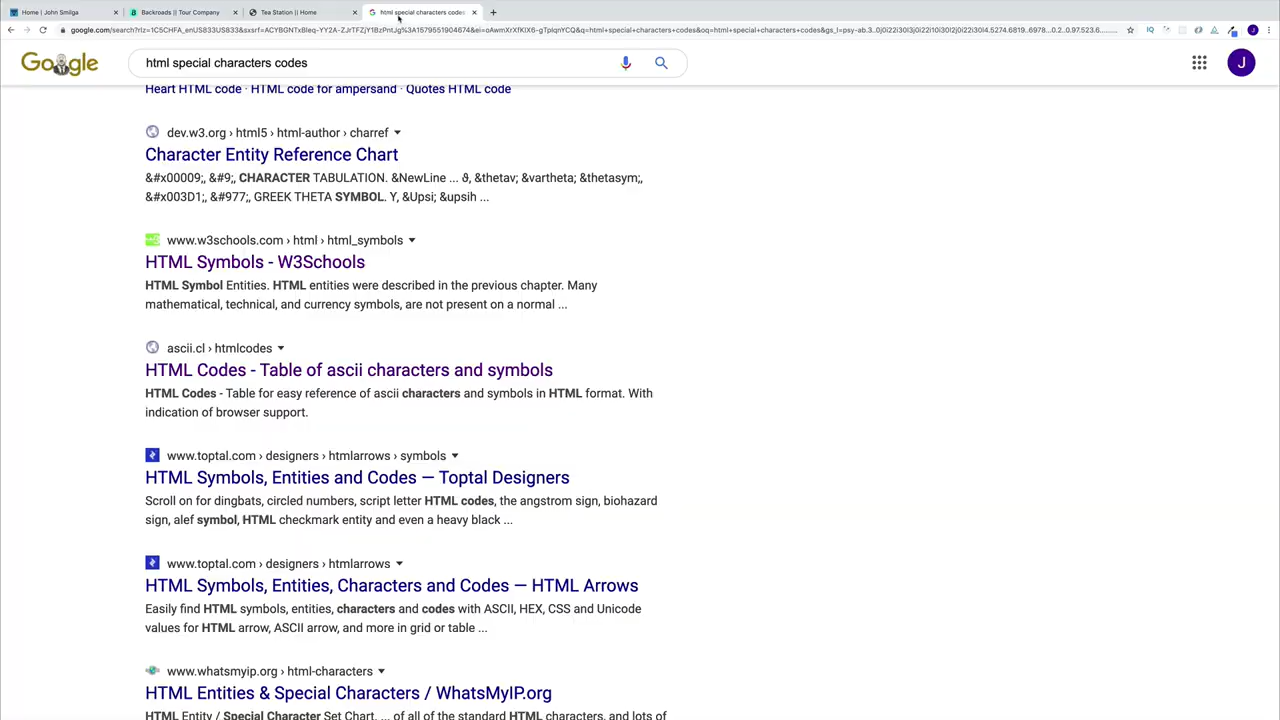 Home | John Smilga
Backroads || Tour Company
Tea Station || Home
html special characters codes
Google
html special characters codes
J
Heart HTML code · HTML code for ampersand · Quotes HTML code
dev.w3.org › html5 › html-author › charref
Character Entity Reference Chart
&#x00009;, &#9;, CHARACTER TABULATION. &NewLine ... ϑ, &thetav; &vartheta; &thetasym;,
&#x003D1;, &#977;, GREEK THETA SYMBOL. Υ, &Upsi; &upsih ...
www.w3schools.com › html › html_symbols
HTML Symbols - W3Schools
HTML Symbol Entities. HTML entities were described in the previous chapter. Many
mathematical, technical, and currency symbols, are not present on a normal ...
ascii.cl › htmlcodes
HTML Codes - Table of ascii characters and symbols
HTML Codes - Table for easy reference of ascii characters and symbols in HTML format. With
indication of browser support.
www.toptal.com › designers › htmlarrows › symbols
HTML Symbols, Entities and Codes — Toptal Designers
Scroll on for dingbats, circled numbers, script letter HTML codes, the angstrom sign, biohazard
sign, alef symbol, HTML checkmark entity and even a heavy black ...
www.toptal.com › designers › htmlarrows
HTML Symbols, Entities, Characters and Codes — HTML Arrows
Easily find HTML symbols, entities, characters and codes with ASCII, HEX, CSS and Unicode
values for HTML arrow, ASCII arrow, and more in grid or table ...
www.whatsmyip.org › html-characters
HTML Entities & Special Characters / WhatsMyIP.org
HTML Entity / Special Character Set Chart. ... of all of the standard HTML characters, and lots of